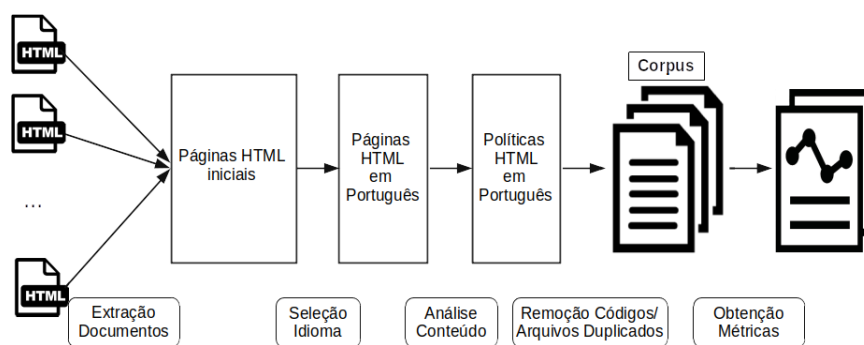 HTML
HTML
...
HTML
Páginas HTML
iniciais
Páginas
HTML
em
Português
Políticas
HTML
em
Português
Corpus
Extração
Documentos
Seleção
Idioma
Análise
Conteúdo
Remoção Códigos/
Arquivos Duplicados
Obtenção
Métricas